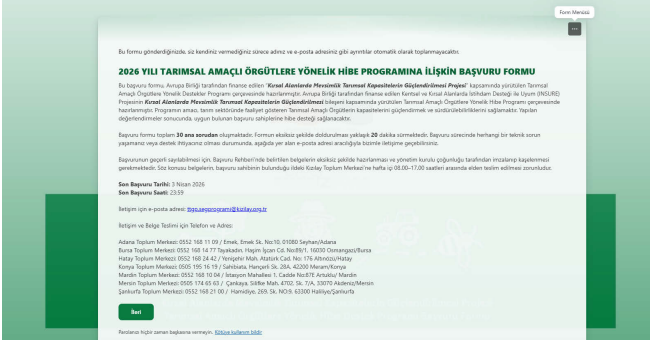 Form Menüsü
...
Bu formu gönderdiğinizde, siz kendiniz vermediğiniz sürece adınız ve e-posta adresiniz gibi ayrıntılar otomatik olarak toplanmayacaktır.
2026 YILI TARIMSAL AMAÇLI ÖRGÜTLERE YÖNELİK HİBE PROGRAMINA İLİŞKİN BAŞVURU FORMU
Bu başvuru formu, Avrupa Birliği tarafından finanse edilen "Kırsal Alanlarda Mevsimlik Tarımsal Kapasitelerin Güçlendirilmesi Projesi" kapsamında yürütülen Tarımsal
Amaçlı Örgütlere Yönelik Destekler Programı çerçevesinde hazırlanmıştır. Avrupa Birliği tarafından finanse edilen Kentsel ve Kırsal Alanlarda İstihdam Desteği ile Uyum (INSURE)
Projesinin Kırsal Alanlarda Mevsimlik Tarımsal Kapasitelerin Güçlendirilmesi bileşeni kapsamında yürütülen Tarımsal Amaçlı Örgütlere Yönelik Hibe Programı çerçevesinde
hazırlanmıştır. Programın amacı, tarım sektöründe faaliyet gösteren Tarımsal Amaçlı Örgütlerin kapasitelerini güçlendirmek ve sürdürülebilirliklerini sağlamaktır. Yapılan
değerlendirmeler sonucunda, uygun bulunan başvuru sahiplerine hibe desteği sağlanacaktır.
Başvuru formu toplam 30 ana sorudan oluşmaktadır. Formun eksiksiz şekilde doldurulması yaklaşık 20 dakika sürmektedir. Başvuru sürecinde herhangi bir teknik sorun
yaşamanız veya destek ihtiyacınız olması durumunda, aşağıda yer alan e-posta adresi aracılığıyla bizimle iletişime geçebilirsiniz.
Başvurunun geçerli sayılabilmesi için, Başvuru Rehberi'nde belirtilen belgelerin eksiksiz şekilde hazırlanması ve yönetim kurulu çoğunluğu tarafından imzalanıp kaşelenmesi
gerekmektedir. Söz konusu belgelerin, başvuru sahibinin bulunduğu ildeki Kızılay Toplum Merkezi'ne hafta içi 08.00–17.00 saatleri arasında elden teslim edilmesi zorunludur.
Son Başvuru Tarihi: 3 Nisan 2026
Son Başvuru Saati: 23:59
İletişim için e-posta adresi: ttgo.segprogrami@kizilay.org.tr
İletişim ve Belge Teslimi için Telefon ve Adres:
Adana Toplum Merkezi: 0552 168 11 09 / Emek, Emek Sk. No:10, 01080 Seyhan/Adana
Bursa Toplum Merkezi: 0552 168 14 77 Tayakadın, Haşim İşcan Cd. No:89/1, 16030 Osmangazi/Bursa
Hatay Toplum Merkezi: 0552 168 24 42 / Yenişehir Mah. Atatürk Cad. No: 176 Altınözü/Hatay
Konya Toplum Merkezi: 0505 195 16 19 / Sahibiata, Hangerli Sk. 28A, 42200 Meram/Konya
Mardin Toplum Merkezi: 0552 168 10 04 / İstasyon Mahallesi 1. Cadde No:87E Artuklu/ Mardin
Mersin Toplum Merkezi: 0505 174 65 63 / Çankaya, Silifke Mah, 4702. Sk. 7/A, 33070 Akdeniz/Mersin
Şanlıurfa Toplum Merkezi: 0552 168 21 00 / Hamidiye, 269. Sk. NO:9, 63300 Haliliye/Şanlıurfa
İleri
Parolanızı hiçbir zaman başkasına vermeyin. Kötüye kullanım bildir